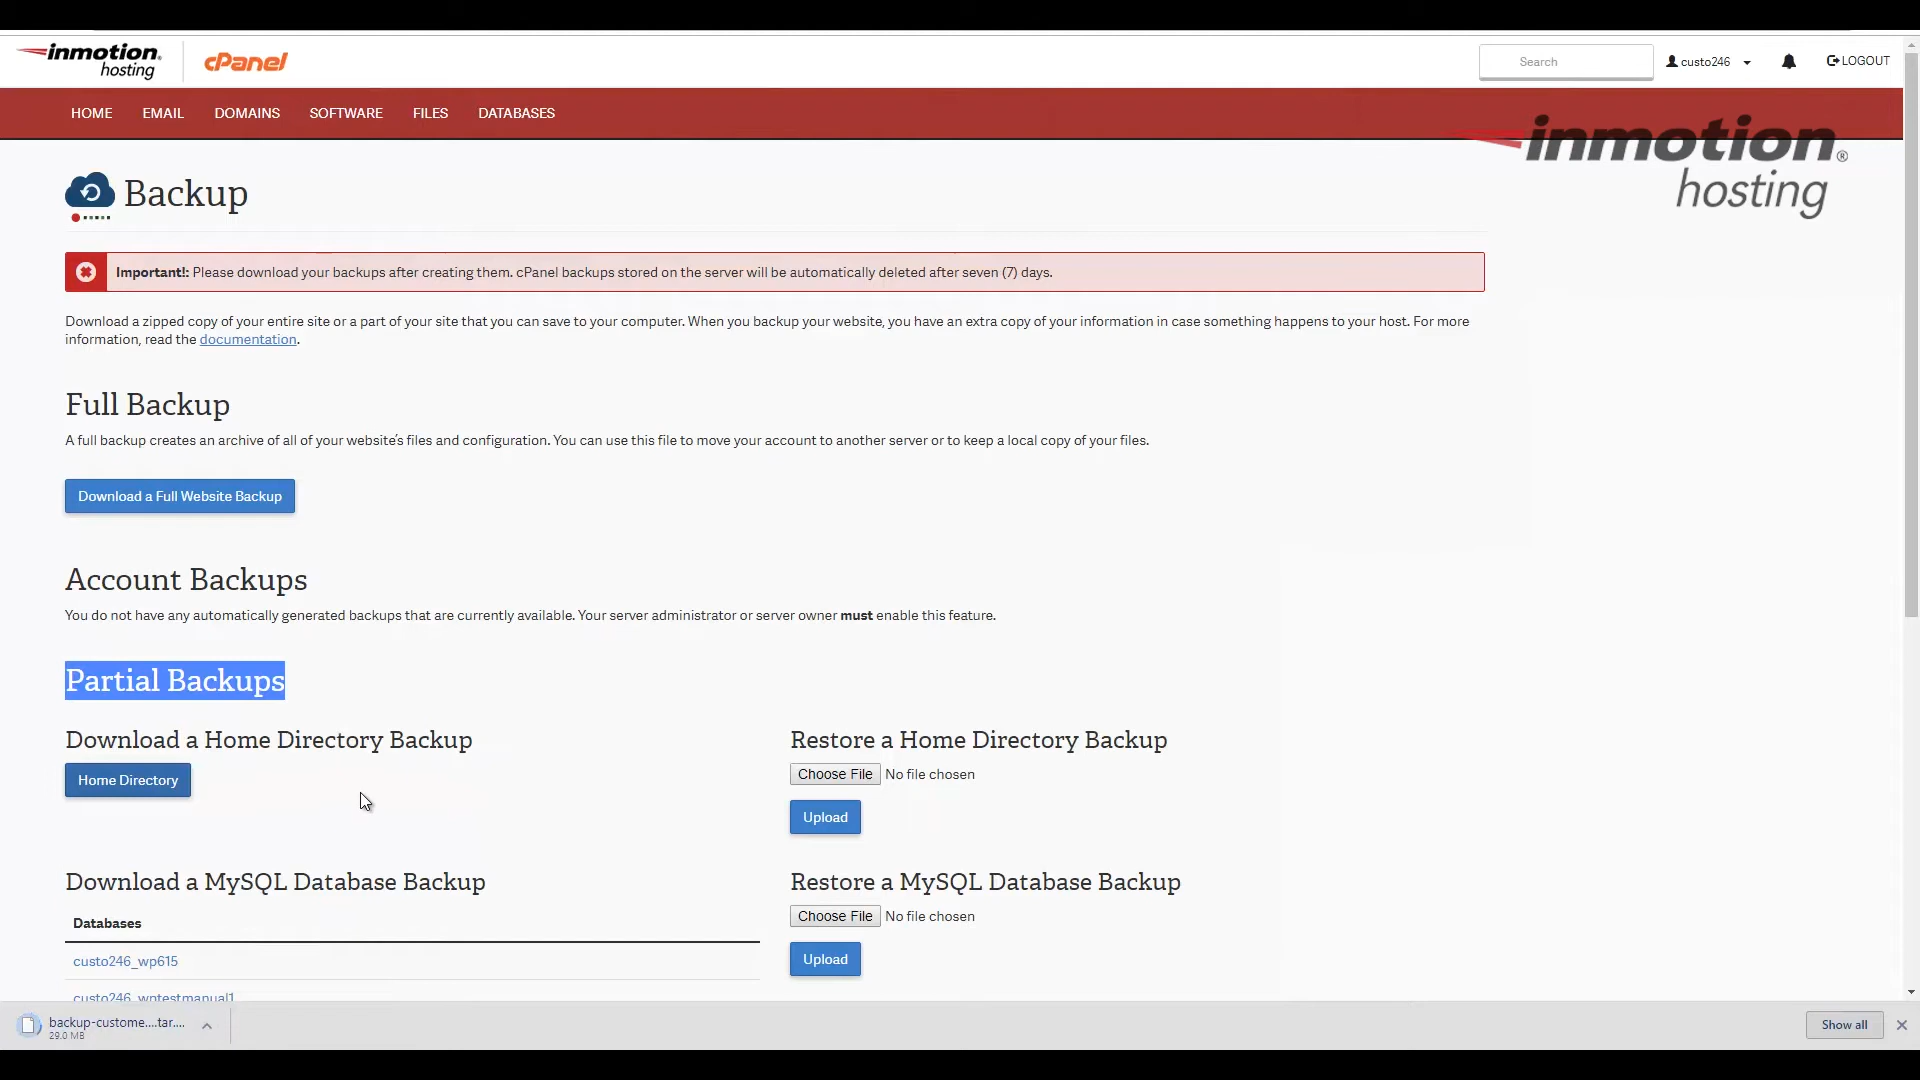 inmotion
hosting
cPanel
Search
custo246
LOGOUT
HOME EMAIL DOMAINS SOFTWARE FILES DATABASES
inmotion®
hosting
Backup
Important!: Please download your backups after creating them. cPanel backups stored on the server will be automatically deleted after seven (7) days.
Download a zipped copy of your entire site or a part of your site that you can save to your computer. When you backup your website, you have an extra copy of your information in case something happens to your host. For more
information, read the documentation.
Full Backup
A full backup creates an archive of all of your website's files and configuration. You can use this file to move your account to another server or to keep a local copy of your files.
Download a Full Website Backup
Account Backups
You do not have any automatically generated backups that are currently available. Your server administrator or server owner must enable this feature.
Partial Backups
Download a Home Directory Backup
Home Directory
Restore a Home Directory Backup
Choose File No file chosen
Upload
Download a MySQL Database Backup
Databases
custo246_wp615
custo246_wptestmanual1
Restore a MySQL Database Backup
Choose File No file chosen
Upload
backup-custome....tar....
29.0 MB
Show all